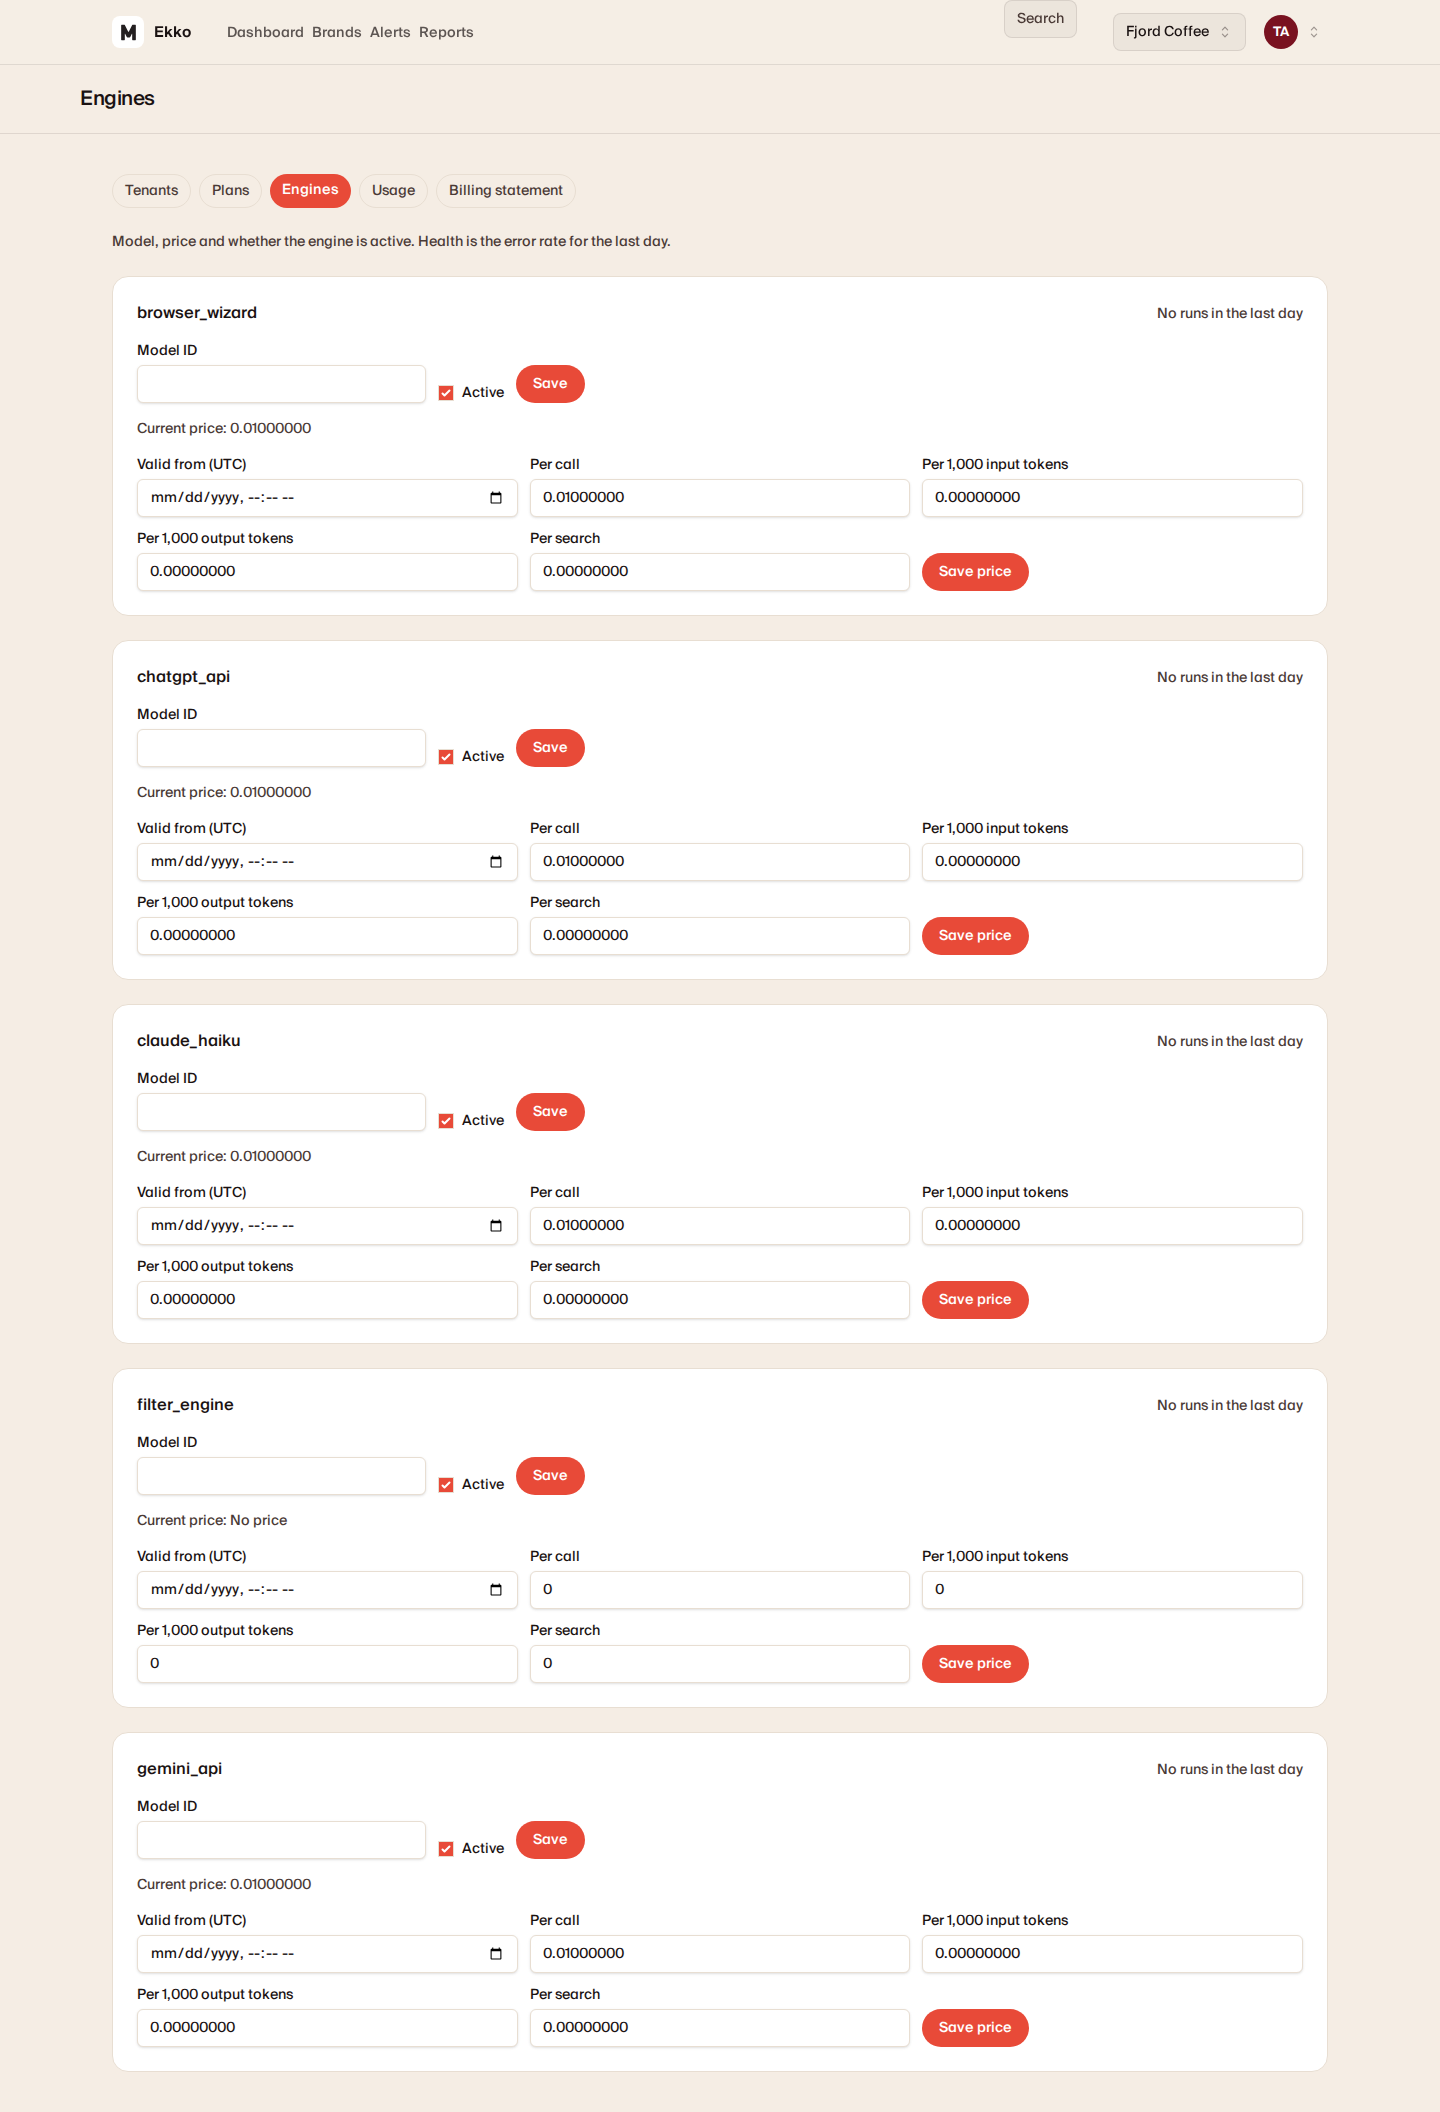 M Ekko Dashboard Brands Alerts Reports Search Fjord Coffee TA
Engines
Tenants Plans Engines Usage Billing statement
Model, price and whether the engine is active. Health is the error rate for the last day.
browser_wizard No runs in the last day
Model ID
Active Save
Current price: 0.01000000
Valid from (UTC) Per call Per 1,000 input tokens
mm/dd/yyyy, --:-- -- 0.01000000 0.00000000
Per 1,000 output tokens Per search
0.00000000 0.00000000 Save price
chatgpt_api No runs in the last day
Model ID
Active Save
Current price: 0.01000000
Valid from (UTC) Per call Per 1,000 input tokens
mm/dd/yyyy, --:-- -- 0.01000000 0.00000000
Per 1,000 output tokens Per search
0.00000000 0.00000000 Save price
claude_haiku No runs in the last day
Model ID
Active Save
Current price: 0.01000000
Valid from (UTC) Per call Per 1,000 input tokens
mm/dd/yyyy, --:-- -- 0.01000000 0.00000000
Per 1,000 output tokens Per search
0.00000000 0.00000000 Save price
filter_engine No runs in the last day
Model ID
Active Save
Current price: No price
Valid from (UTC) Per call Per 1,000 input tokens
mm/dd/yyyy, --:-- -- 0 0
Per 1,000 output tokens Per search
0 0 Save price
gemini_api No runs in the last day
Model ID
Active Save
Current price: 0.01000000
Valid from (UTC) Per call Per 1,000 input tokens
mm/dd/yyyy, --:-- -- 0.01000000 0.00000000
Per 1,000 output tokens Per search
0.00000000 0.00000000 Save price